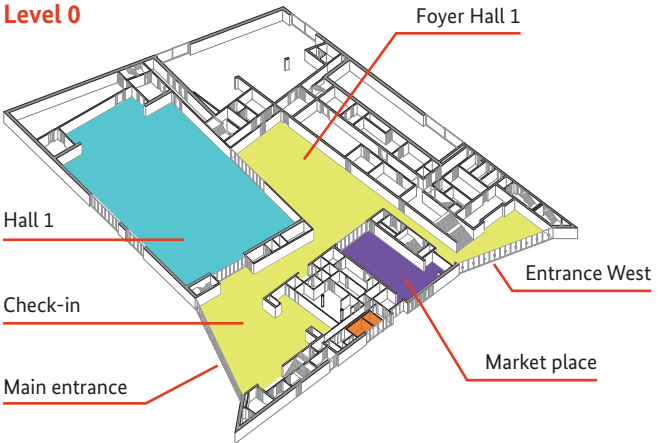 Level 0
Foyer Hall 1
Hall 1
Entrance West
Check-in
Market place
Main entrance